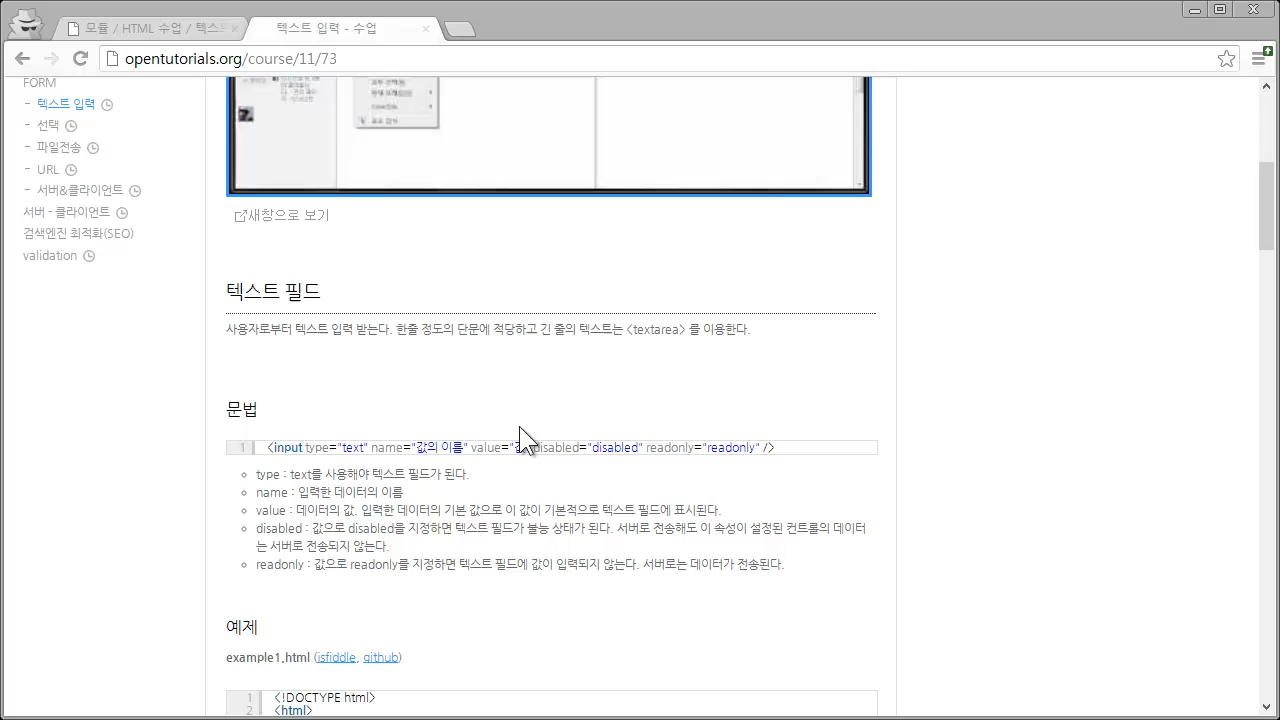 모듈 / HTML 수업 / 텍스트
텍스트 입력 - 수업
opentutorials.org/course/11/73
FORM
- 텍스트 입력
- 선택
- 파일전송
- URL
- 서버&클라이언트
서버 - 클라이언트
검색엔진 최적화(SEO)
validation
새창으로 보기
텍스트 필드
사용자로부터 텍스트 입력 받는다. 한줄 정도의 단문에 적당하고 긴 줄의 텍스트는 <textarea> 를 이용한다.
문법
1 <input type="text" name="값의 이름" value=" disabled="disabled" readonly="readonly" />
type : text를 사용해야 텍스트 필드가 된다.
name : 입력한 데이터의 이름
value : 데이터의 값. 입력한 데이터의 기본 값으로 이 값이 기본적으로 텍스트 필드에 표시된다.
disabled : 값으로 disabled을 지정하면 텍스트 필드가 불능 상태가 된다. 서버로 전송해도 이 속성이 설정된 컨트롤의 데이터
는 서버로 전송되지 않는다.
readonly : 값으로 readonly를 지정하면 텍스트 필드에 값이 입력되지 않는다. 서버로는 데이터가 전송된다.
예제
example1.html (jsfiddle, github)
1 <!DOCTYPE html>
2 <html>